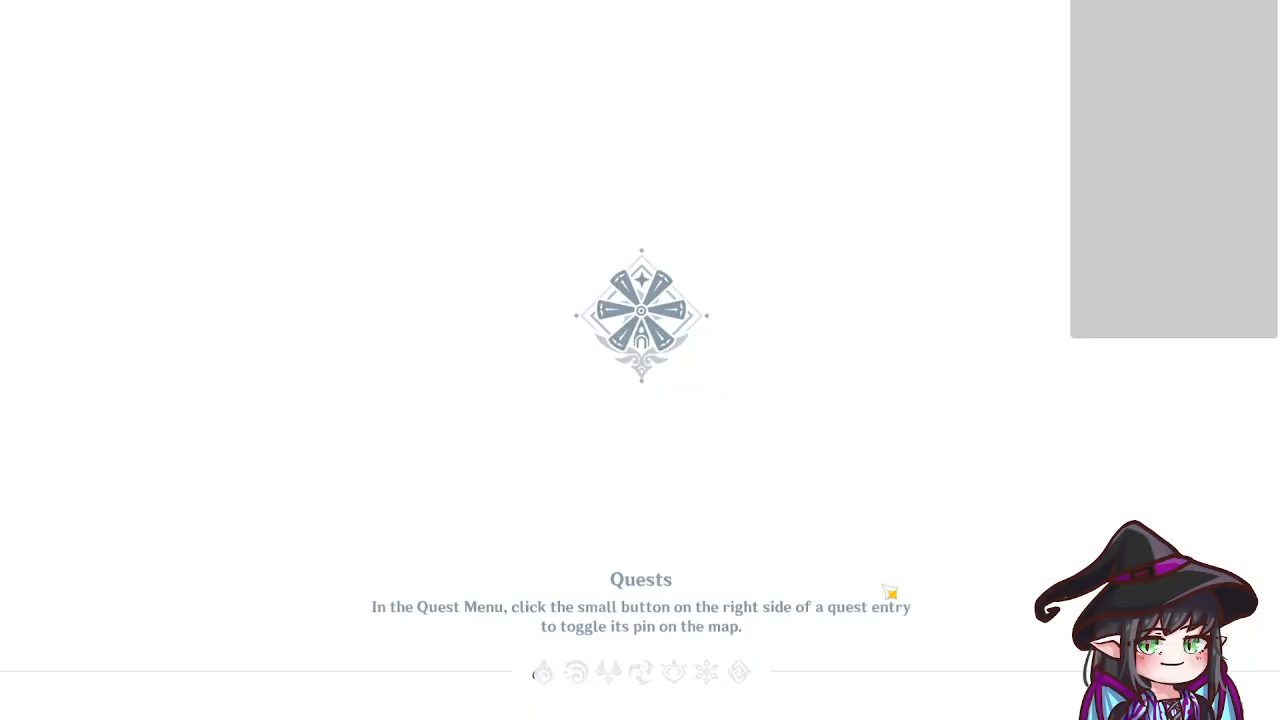 Quests
In the Quest Menu, click the small button on the right side of a quest entry
to toggle its pin on the map.